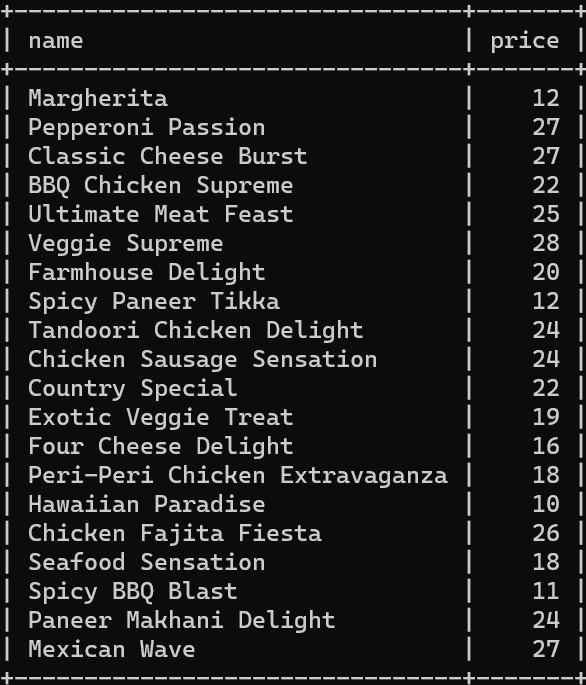 name price
Margherita 12
Pepperoni Passion 27
Classic Cheese Burst 27
BBQ Chicken Supreme 22
Ultimate Meat Feast 25
Veggie Supreme 28
Farmhouse Delight 20
Spicy Paneer Tikka 12
Tandoori Chicken Delight 24
Chicken Sausage Sensation 24
Country Special 22
Exotic Veggie Treat 19
Four Cheese Delight 16
Peri-Peri Chicken Extravaganza 18
Hawaiian Paradise 10
Chicken Fajita Fiesta 26
Seafood Sensation 18
Spicy BBQ Blast 11
Paneer Makhani Delight 24
Mexican Wave 27